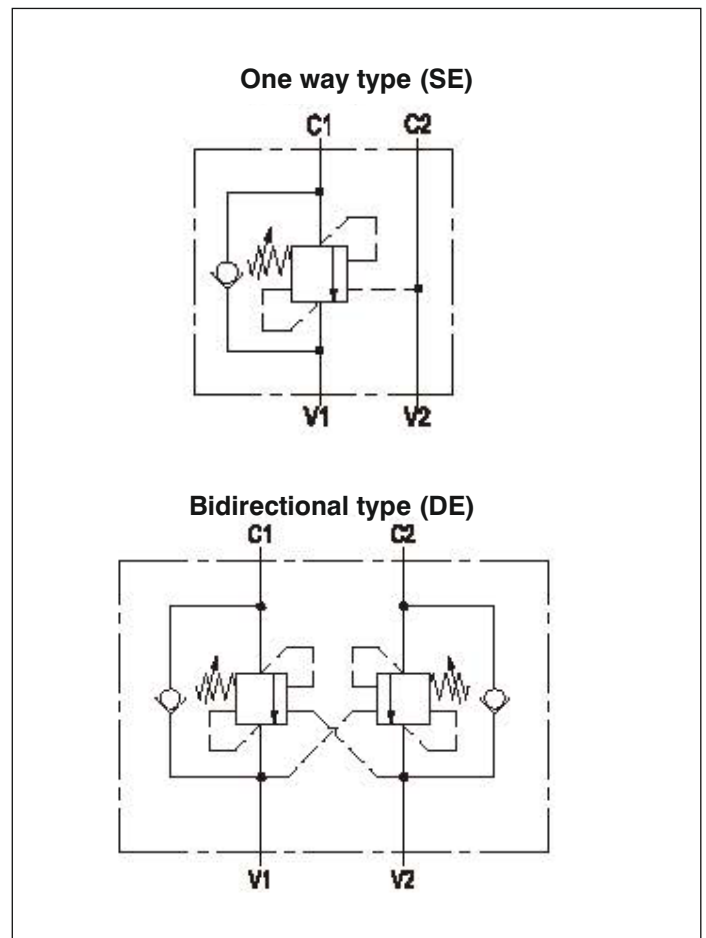 One way type (SE)
C1 C2
V1 V2
Bidirectional type (DE)
C1 C2
V1 V2